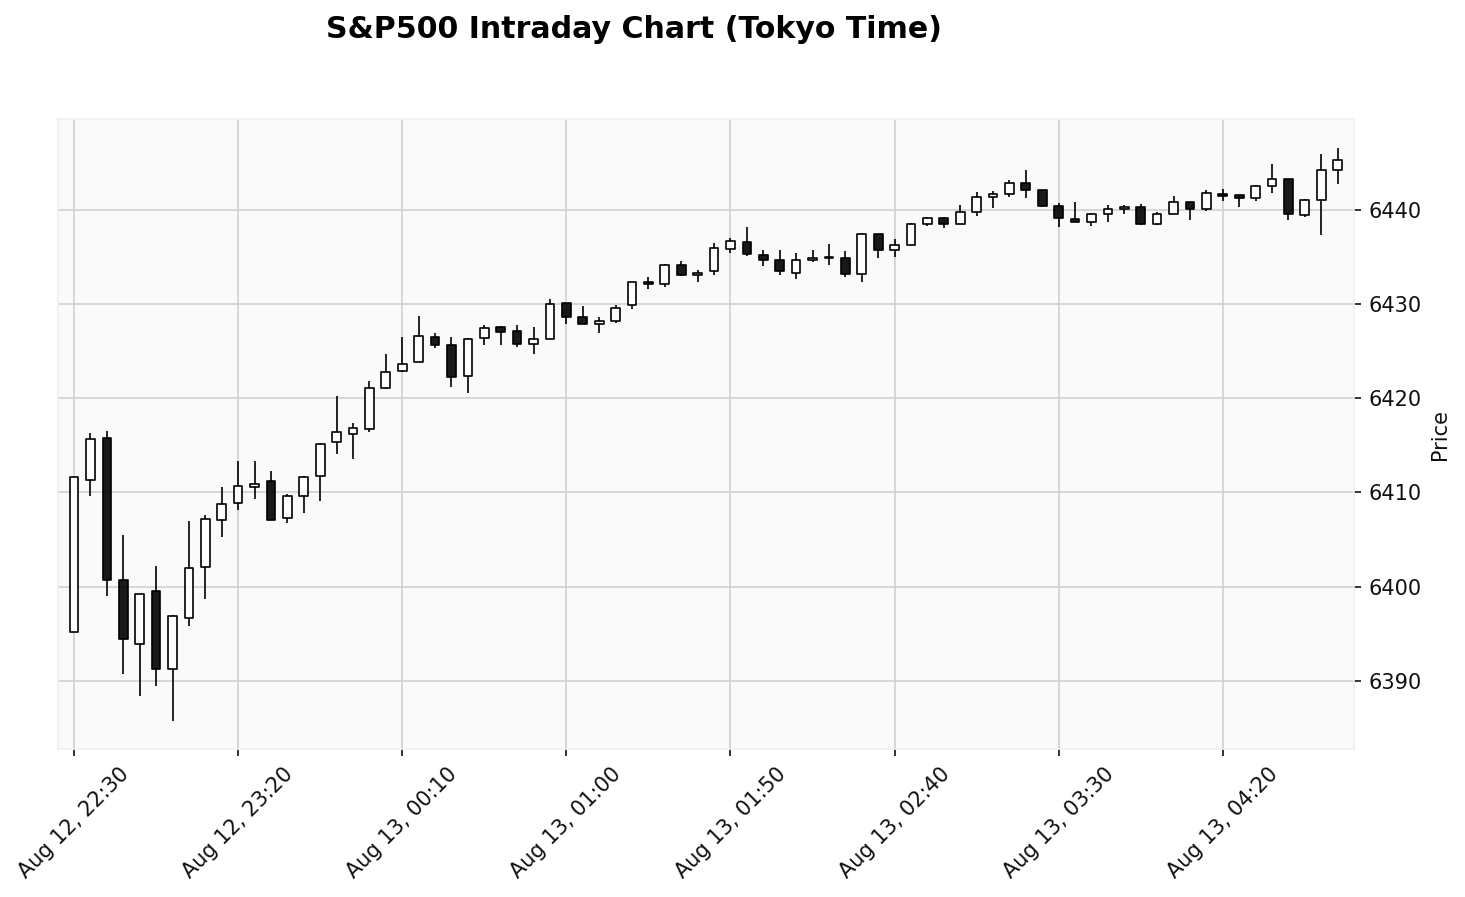 S&P500 Intraday Chart (Tokyo Time)
6440
6430
6420
6410
6400
6390
Price
Aug 12, 22:30
Aug 12, 23:20
Aug 13, 00:10
Aug 13, 01:00
Aug 13, 01:50
Aug 13, 02:40
Aug 13, 03:30
Aug 13, 04:20